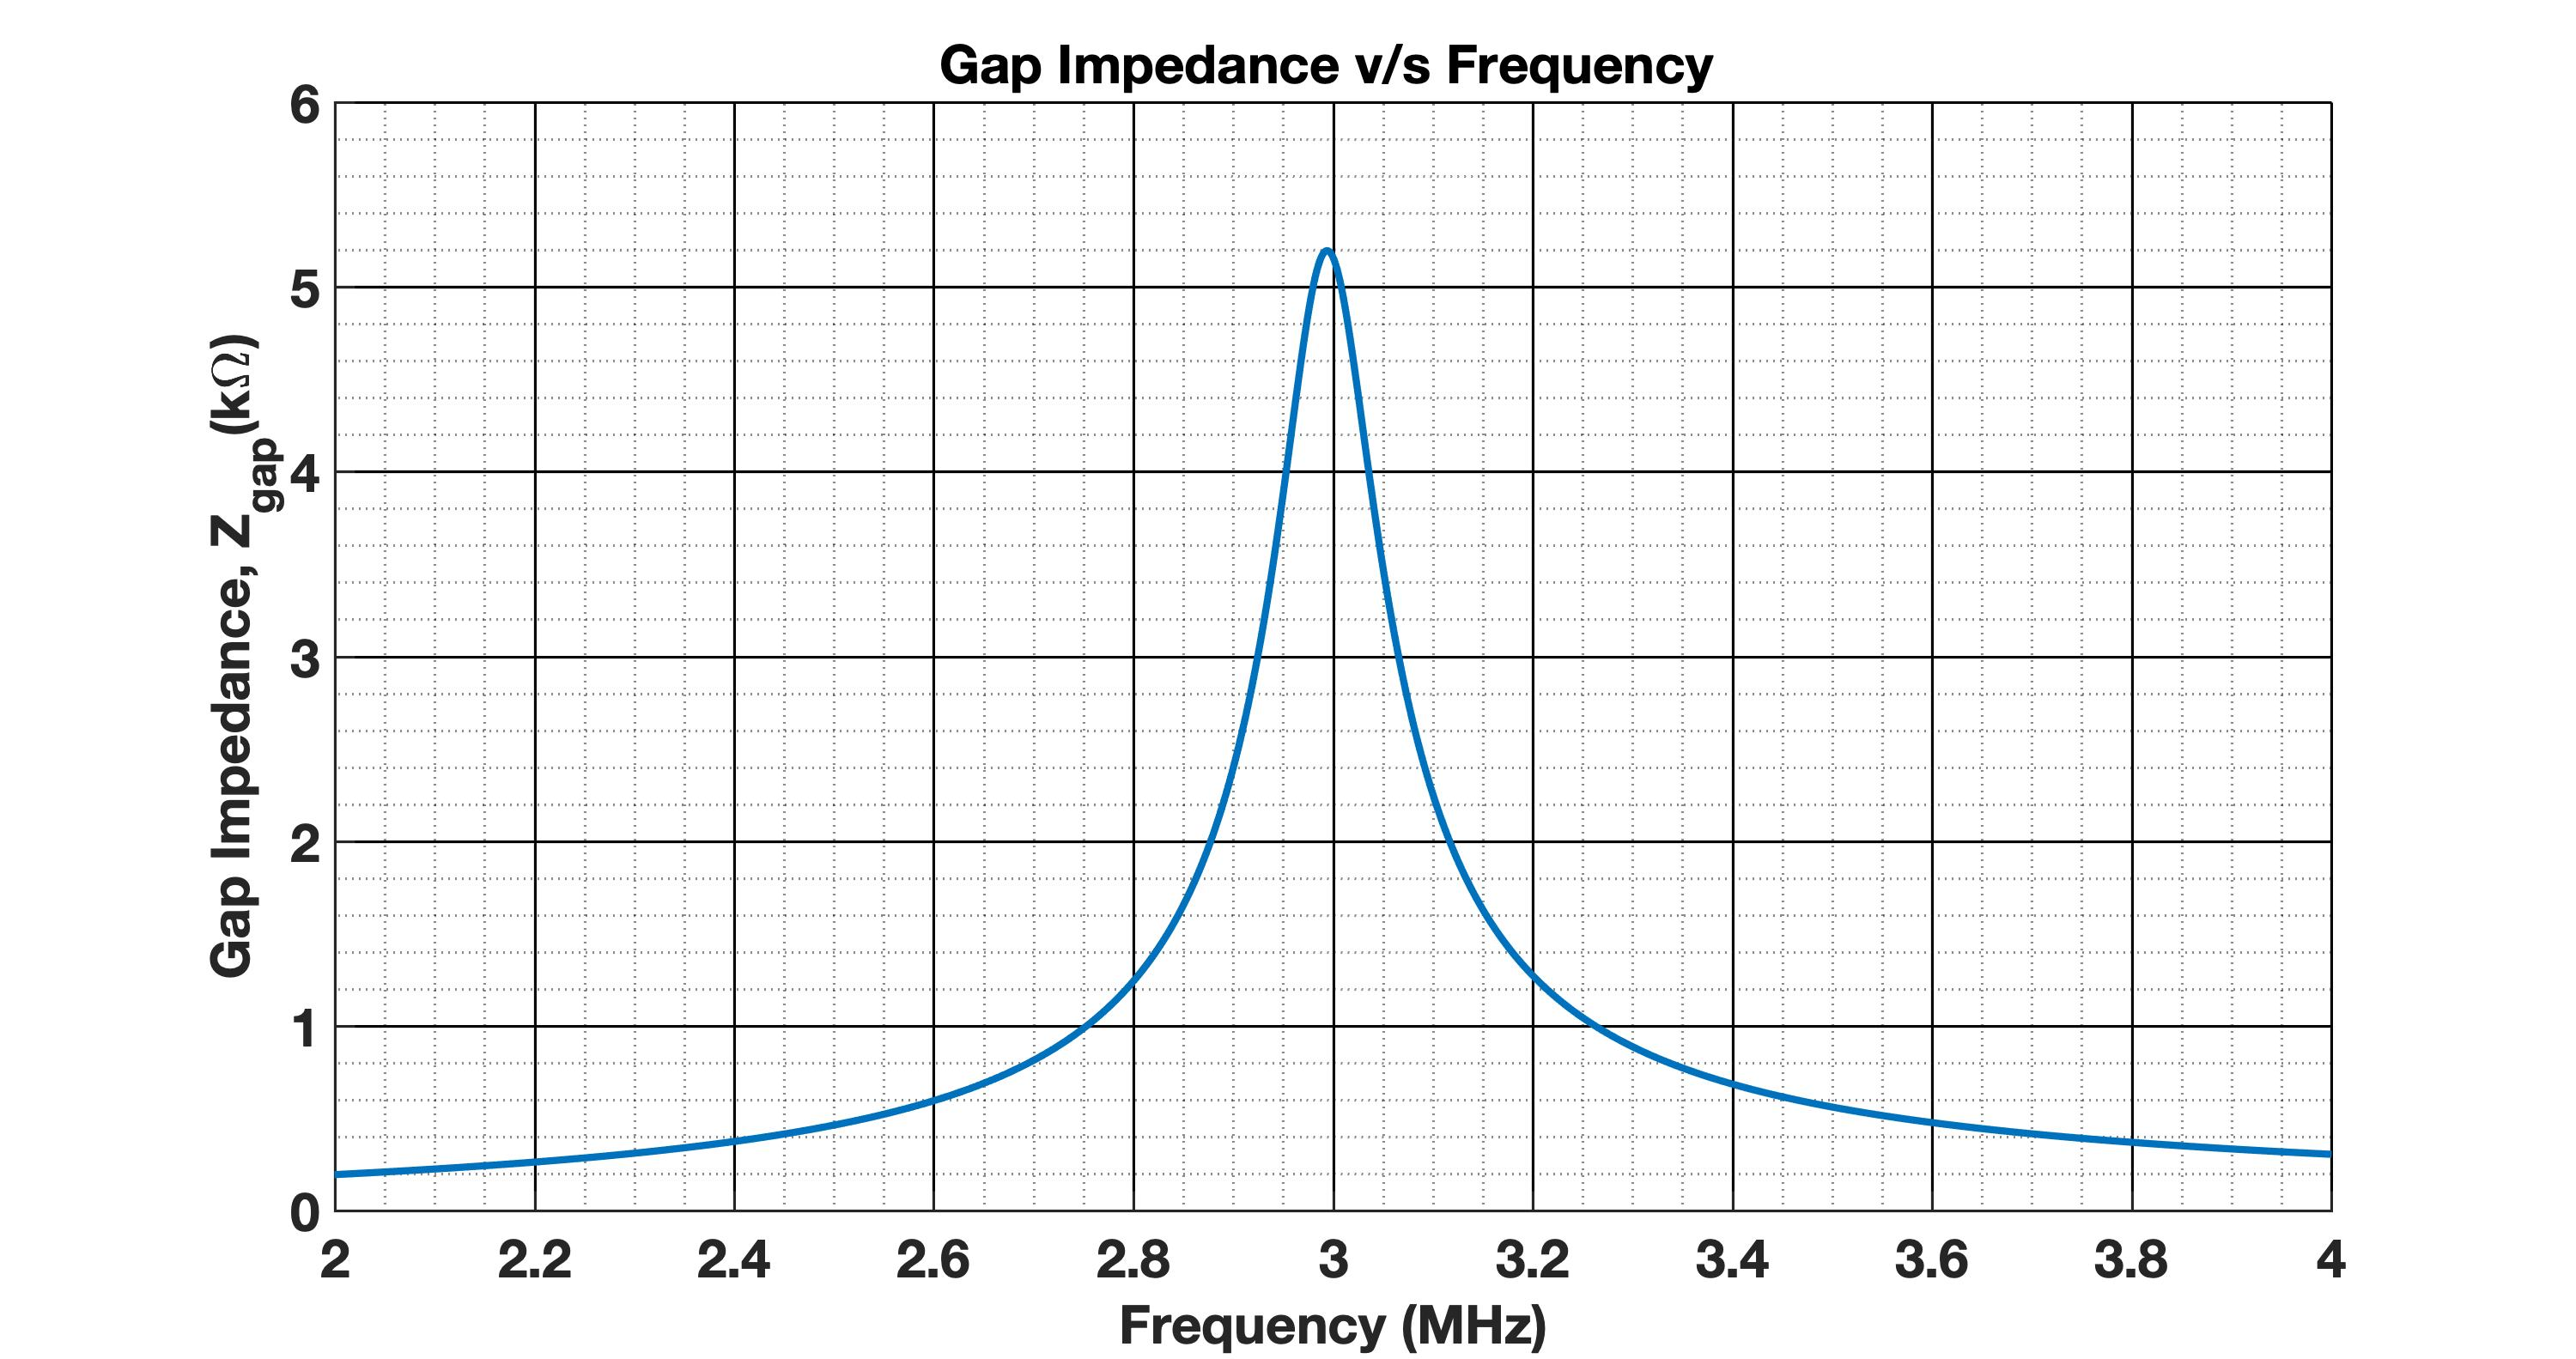 Gap Impedance v/s Frequency
Gap Impedance, Z_gap (kΩ)
6
5
4
3
2
1
0
2 2.2 2.4 2.6 2.8 3 3.2 3.4 3.6 3.8 4
Frequency (MHz)